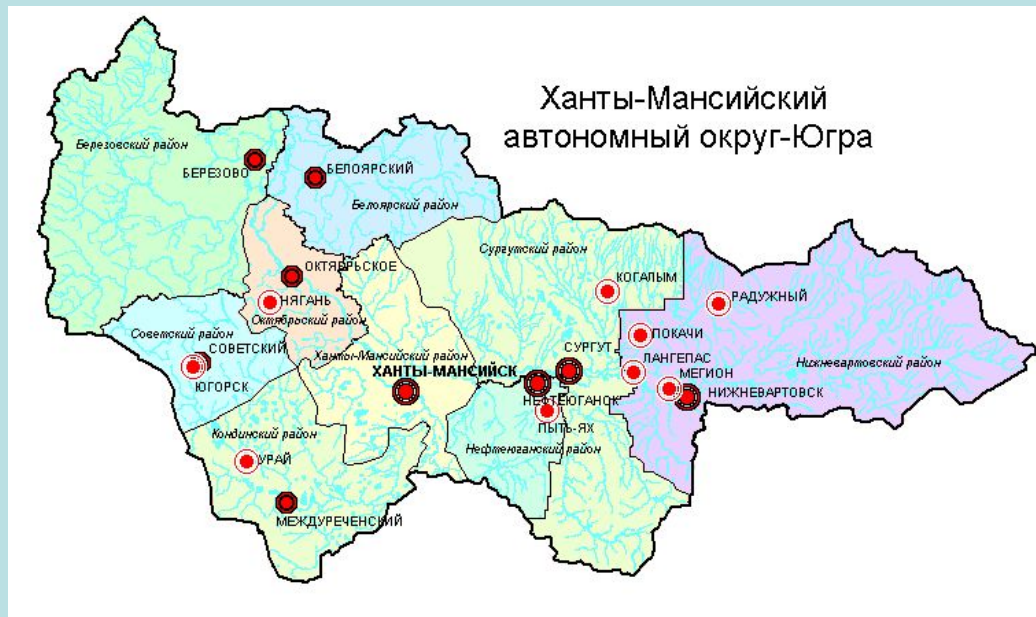 Ханты-Мансийский
автономный округ-Югра
Березовский район
БЕРЕЗОВО
БЕЛОЯРСКИЙ
Белоярский район
Сургутский район
ОКТЯБРЬСКОЕ
КОГАЛЫМ
НЯГАНЬ
РАДУЖНЫЙ
Октябрьский район
Советский район
ПОКАЧИ
СОВЕТСКИЙ
Ханты-Мансийский район
СУРГУТ
ЛАНГЕПАС
Нижневартовский район
ХАНТЫ-МАНСИЙСК
МЕГИОН
ЮГОРСК
НИЖНЕВАРТОВСК
НЕФТЕЮГАНСК
ПЫТЬ-ЯХ
Кондинский район
Нефтеюганский район
УРАЙ
МЕЖДУРЕЧЕНСКИЙ